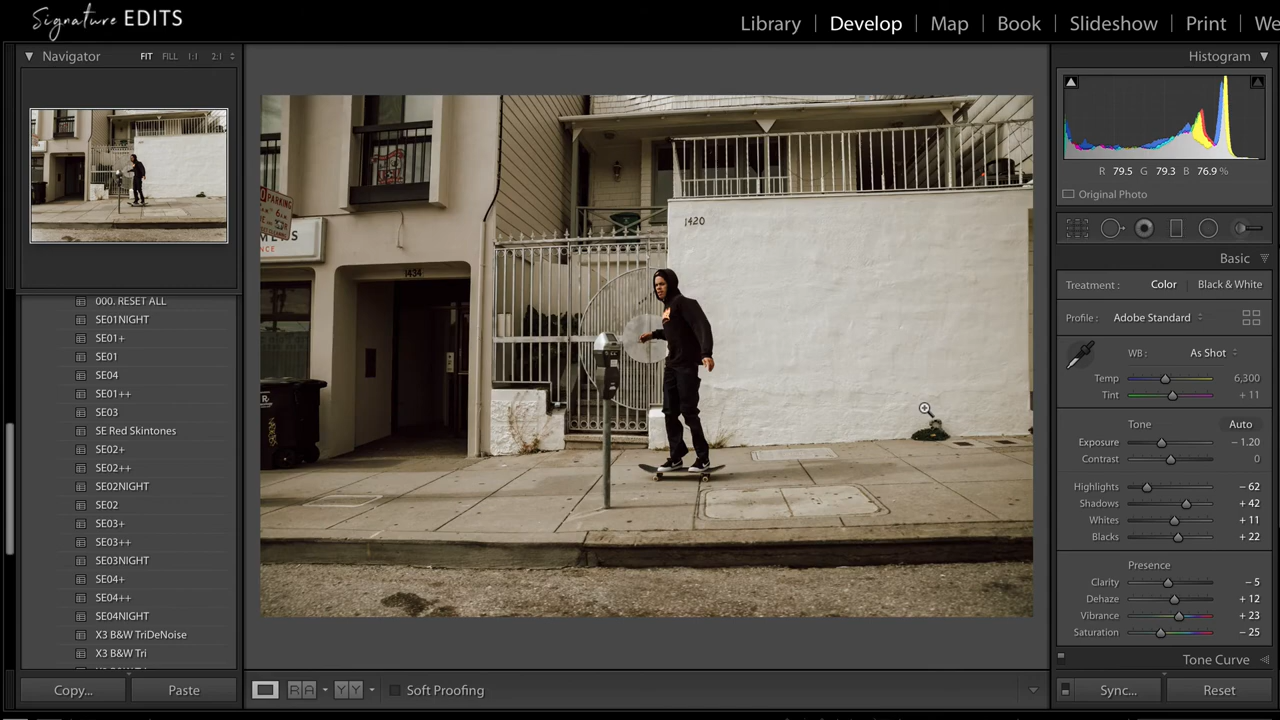 Signature EDITS
Library | Develop | Map | Book | Slideshow | Print | We
Navigator FIT FILL 1:1 2:1
000. RESET ALL
SE01NIGHT
SE01+
SE01
SE04
SE01++
SE03
SE Red Skintones
SE02+
SE02++
SE02NIGHT
SE02
SE03+
SE03++
SE03NIGHT
SE04+
SE04++
SE04NIGHT
X3 B&W TriDeNoise
X3 B&W Tri
Copy... Paste
PARKING
1434
1420
R
RA YY Soft Proofing
Histogram
R 79.5 G 79.3 B 76.9 %
Original Photo
Basic
Treatment : Color Black & White
Profile : Adobe Standard
WB : As Shot
Temp 6,300
Tint + 11
Tone Auto
Exposure – 1.20
Contrast 0
Highlights – 62
Shadows + 42
Whites + 11
Blacks + 22
Presence
Clarity – 5
Dehaze + 12
Vibrance + 23
Saturation – 25
Tone Curve
Sync... Reset